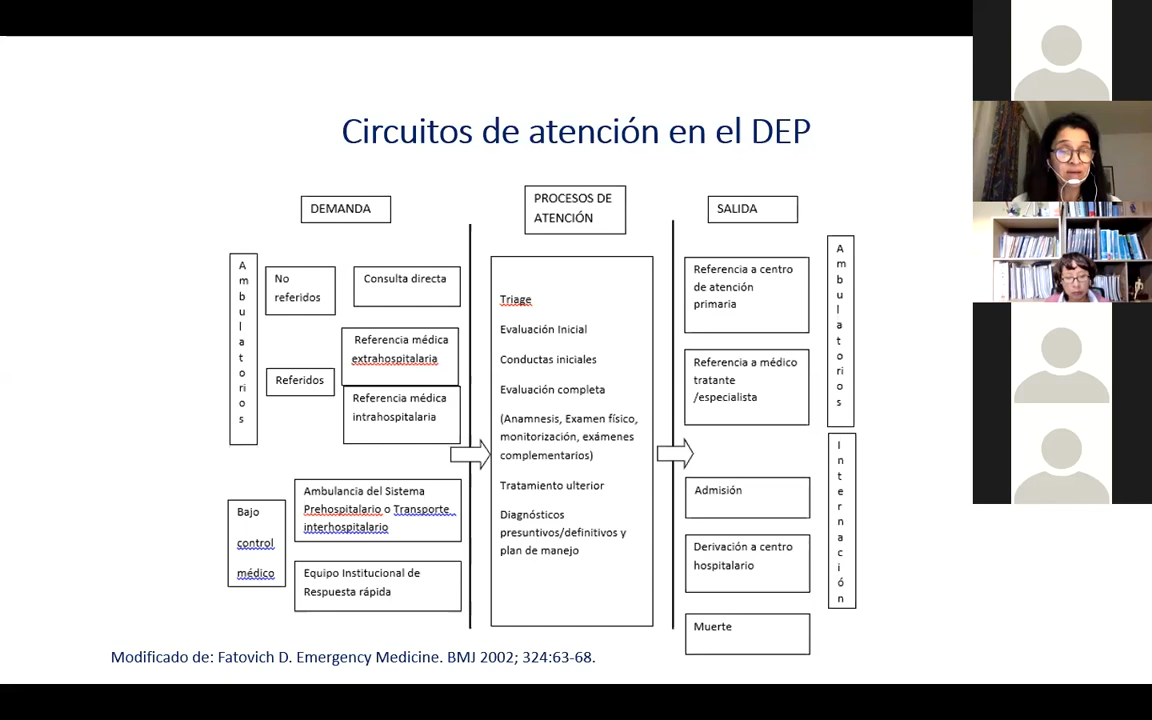 Circuitos de atención en el DEP
DEMANDA
PROCESOS DE
ATENCIÓN
SALIDA
Ambulatorios
No
referidos
Consulta directa
Referencia médica
extrahospitalaria
Referidos
Referencia médica
intrahospitalaria
Bajo
control
médico
Ambulancia del Sistema
Prehospitalario o Transporte
interhospitalario
Equipo Institucional de
Respuesta rápida
Triage
Evaluación Inicial
Conductas iniciales
Evaluación completa
(Anamnesis, Examen físico,
monitorización, exámenes
complementarios)
Tratamiento ulterior
Diagnósticos
presuntivos/definitivos y
plan de manejo
Referencia a centro
de atención
primaria
Referencia a médico
tratante
/especialista
Ambulatorios
Admisión
Derivación a centro
hospitalario
Muerte
Internación
Modificado de: Fatovich D. Emergency Medicine. BMJ 2002; 324:63-68.